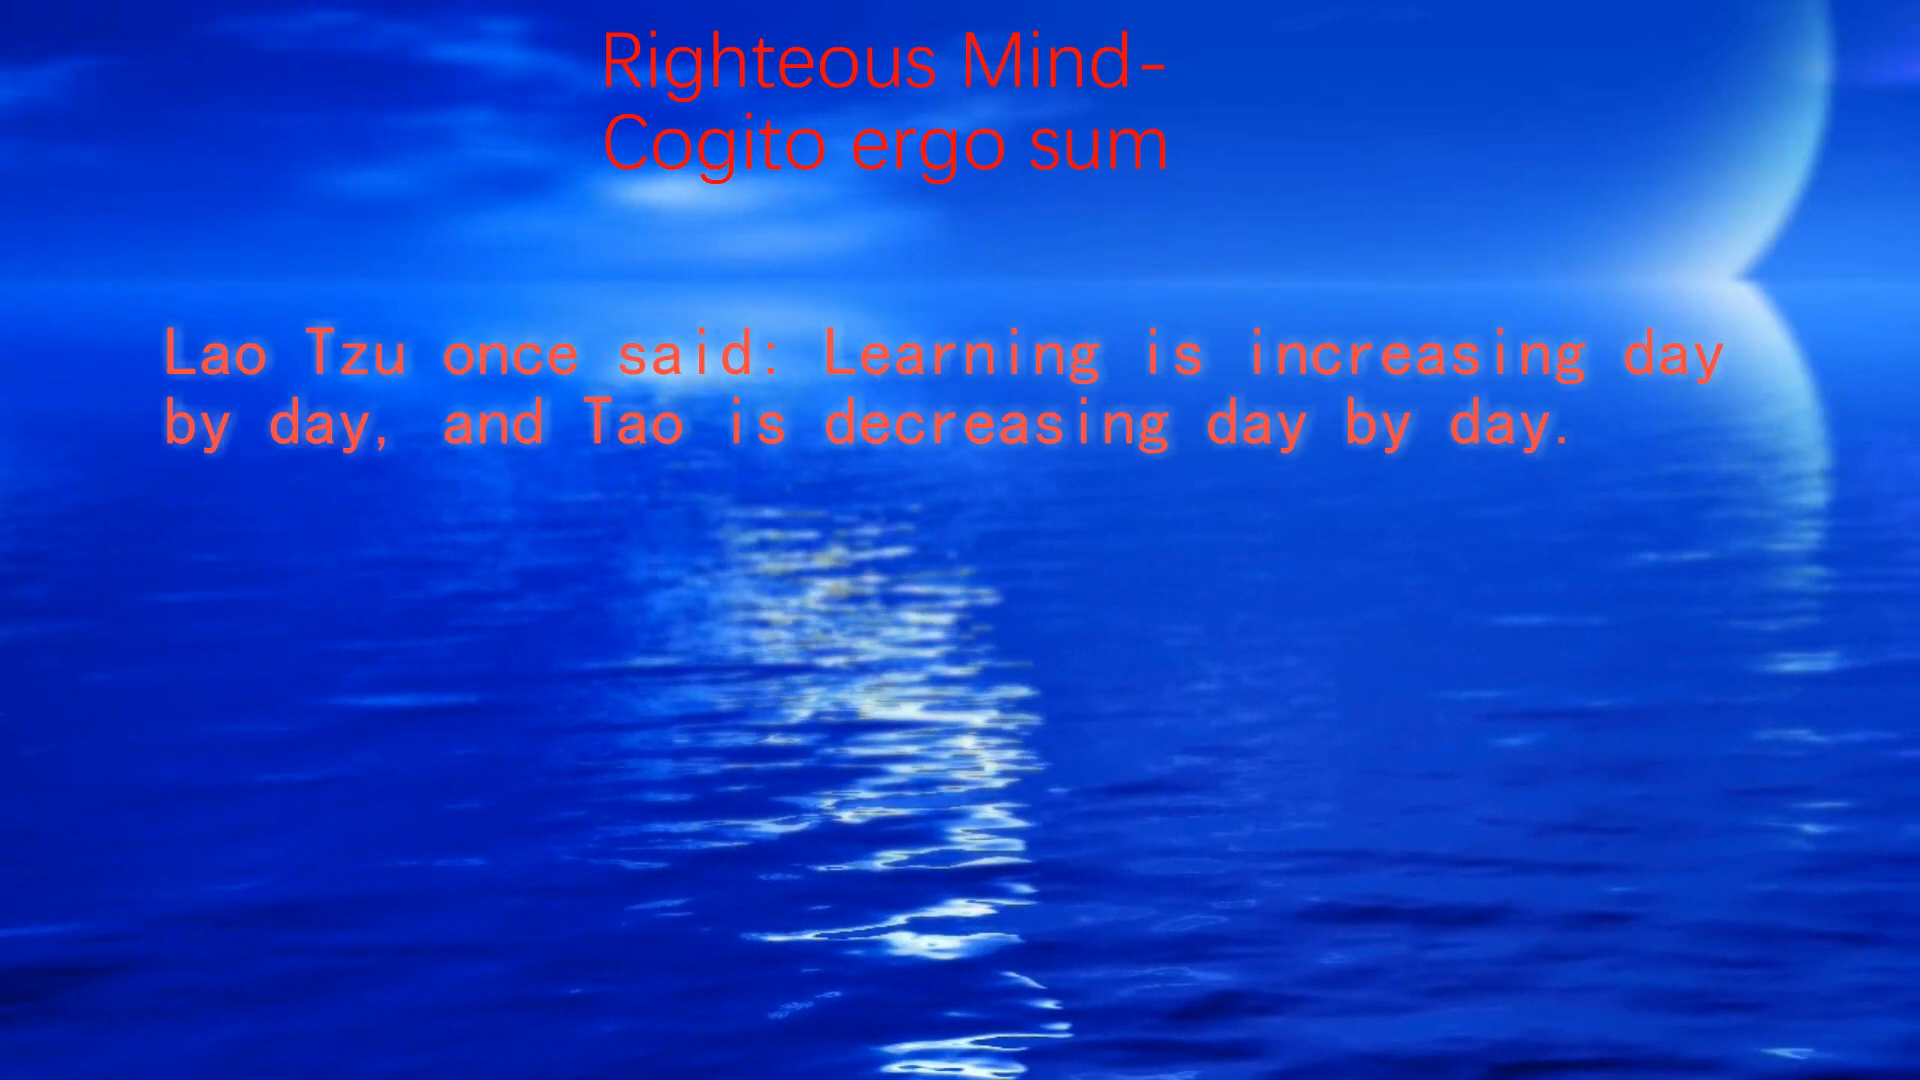 Righteous Mind-
Cogito ergo sum
Lao Tzu once said: Learning is increasing day
by day, and Tao is decreasing day by day.